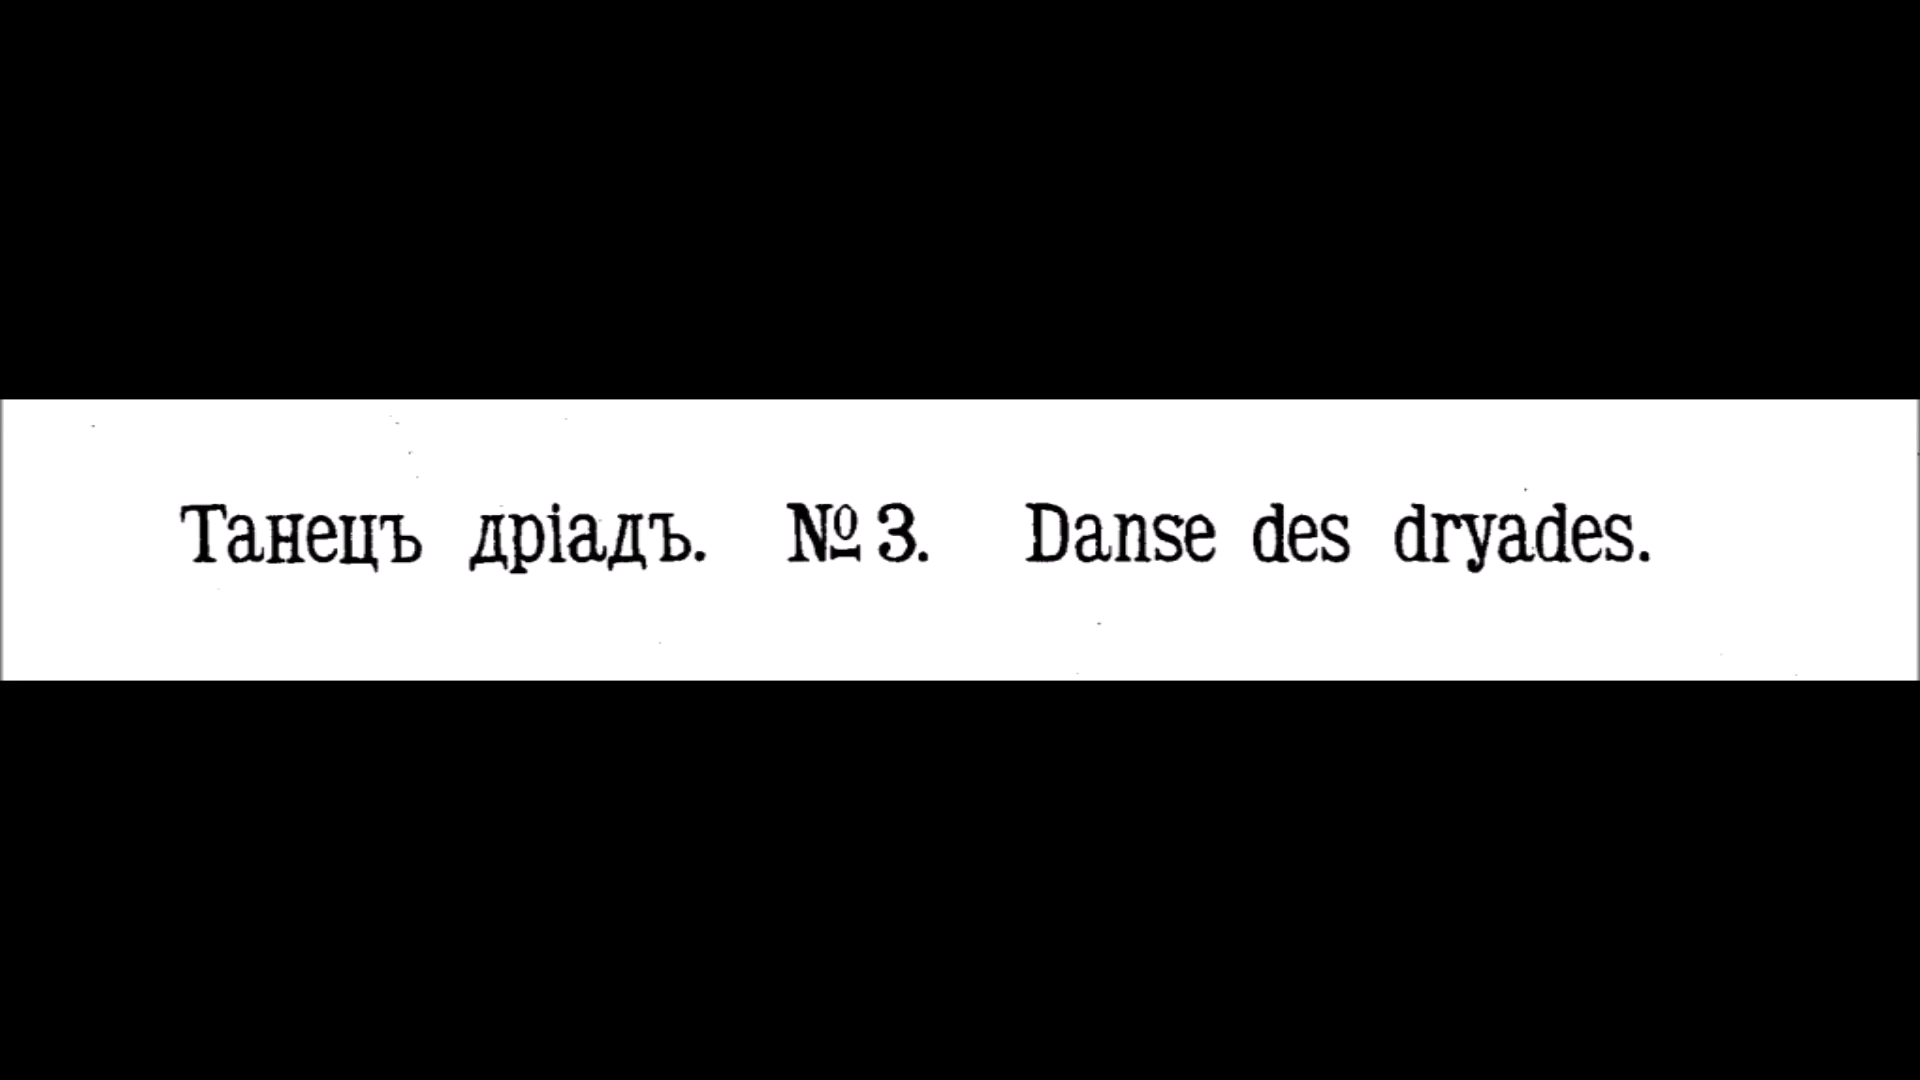 Танецъ дріадъ. № 3. Danse des dryades.